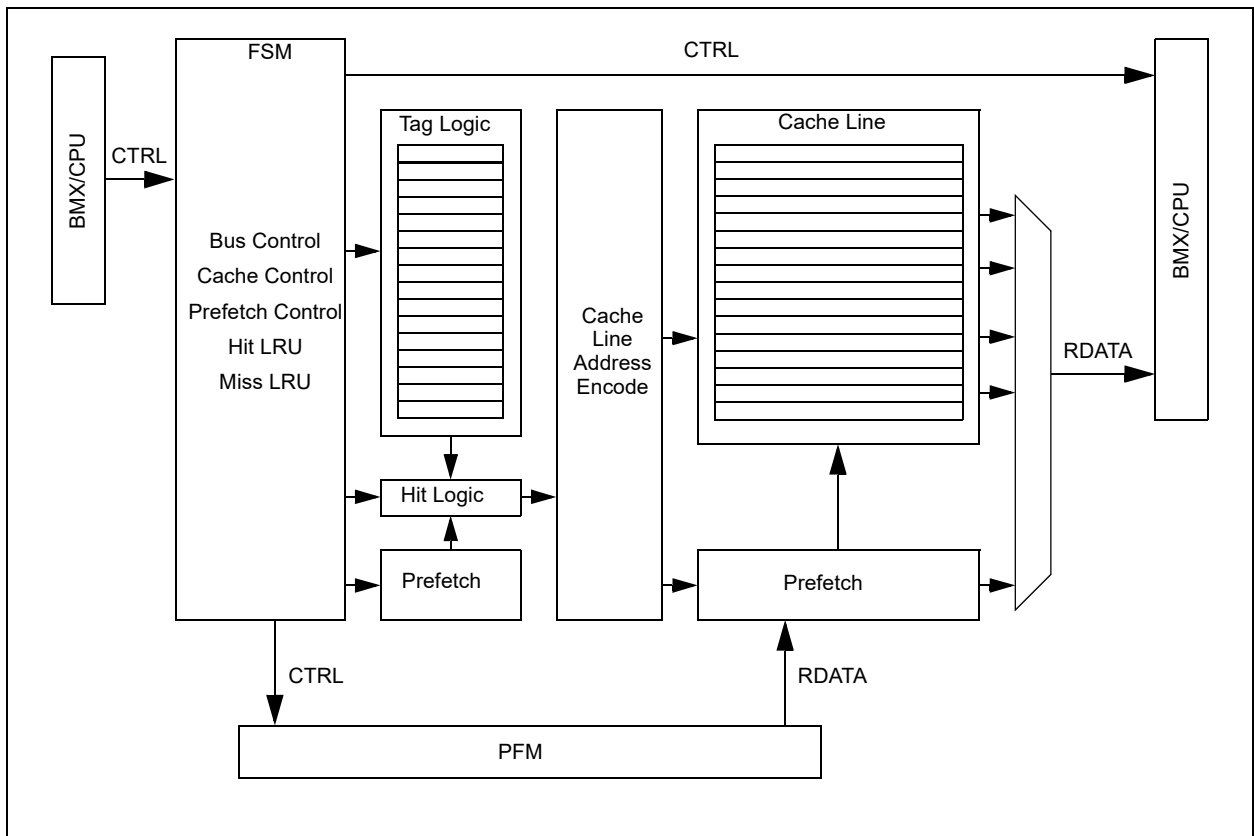 FSM
CTRL
BMX/CPU
CTRL
Bus Control
Cache Control
Prefetch Control
Hit LRU
Miss LRU
Tag Logic
Hit Logic
Prefetch
Cache
Line
Address
Encode
Cache Line
Prefetch
RDATA
BMX/CPU
CTRL
RDATA
PFM